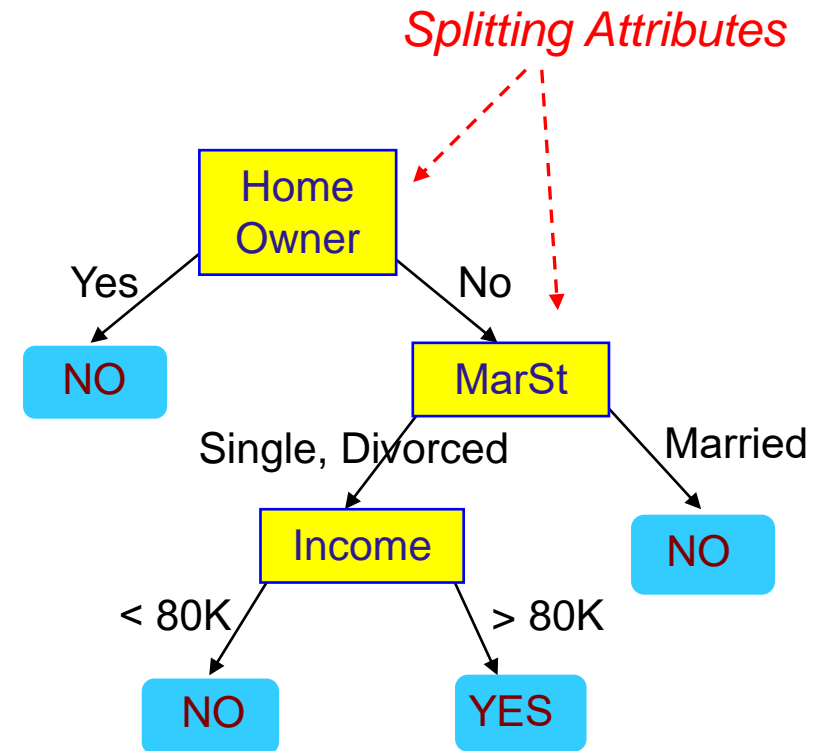 Splitting Attributes
Home
Owner
Yes
No
NO
MarSt
Single, Divorced
Married
Income
NO
< 80K
> 80K
NO
YES